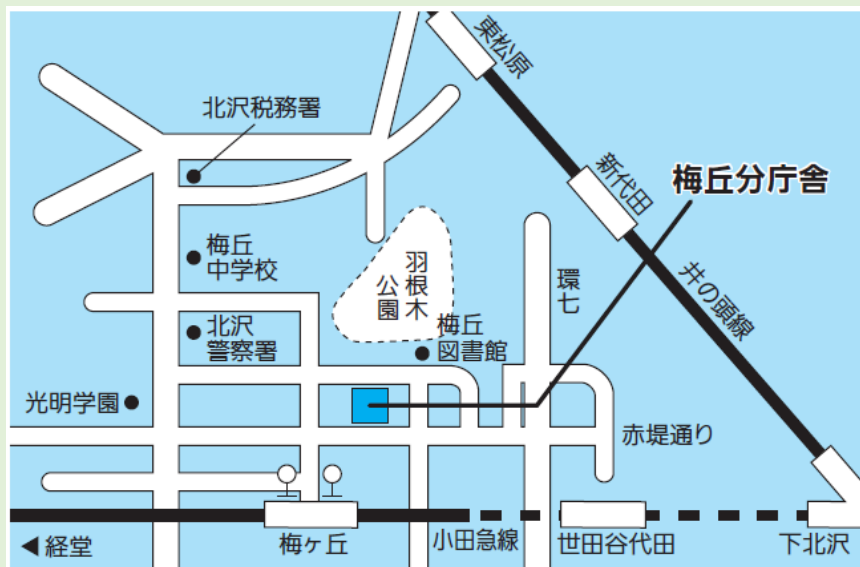 東松原
北沢税務署
新代田
梅丘分庁舎
梅丘
中学校
羽根木
公園
環七
井の頭線
北沢
警察署
梅丘
図書館
光明学園
赤堤通り
◀経堂
梅ヶ丘
小田急線
世田谷代田
下北沢